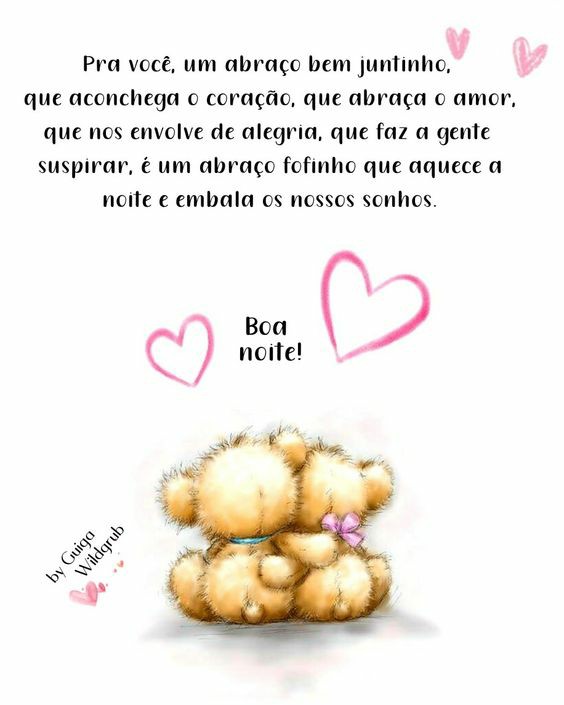 Pra você, um abraço bem juntinho,
que aconchega o coração, que abraça o amor,
que nos envolve de alegria, que faz a gente
suspirar, é um abraço fofinho que aquece a
noite e embala os nossos sonhos.
Boa
noite!
by Guiga
Wildgrub